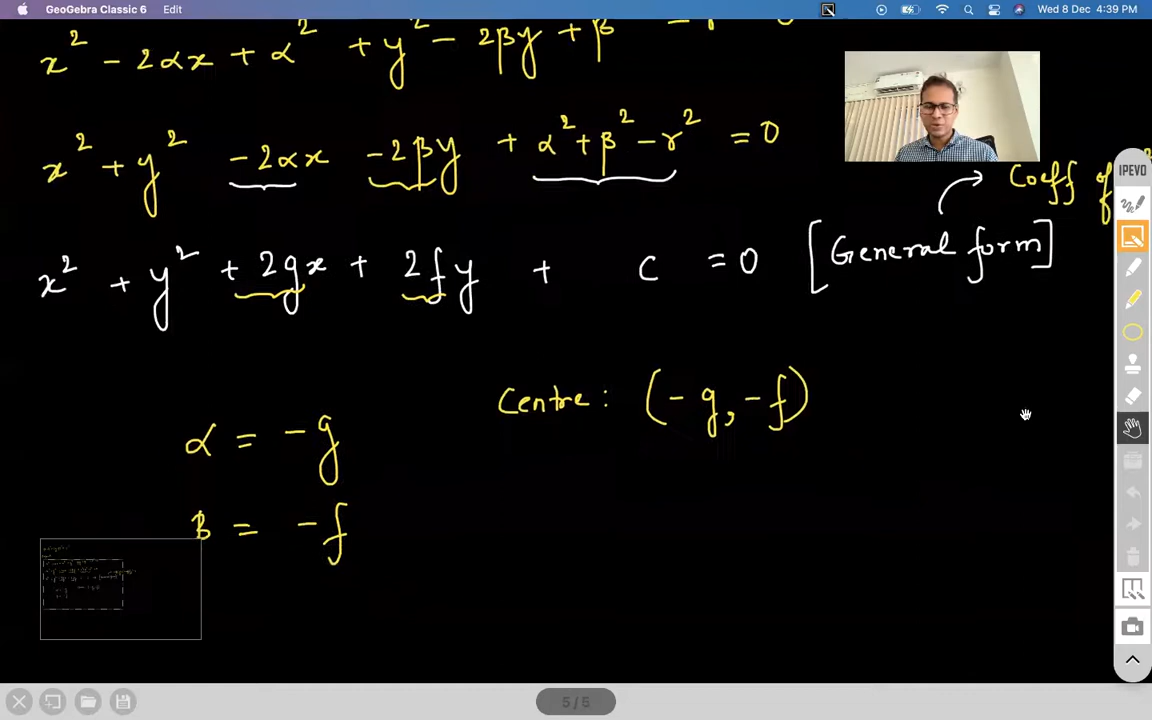 GeoGebra Classic 6 Edit Wed 8 Dec 4:39 PM
x² - 2αx + α² + y² - 2βy + β²
x² + y² -2αx -2βy + α² + β² - r² = 0
IPEVO
Coeff of
x² + y² + 2gx + 2fy + c = 0 [General form]
Centre: (-g, -f)
α = -g
β = -f
5/5